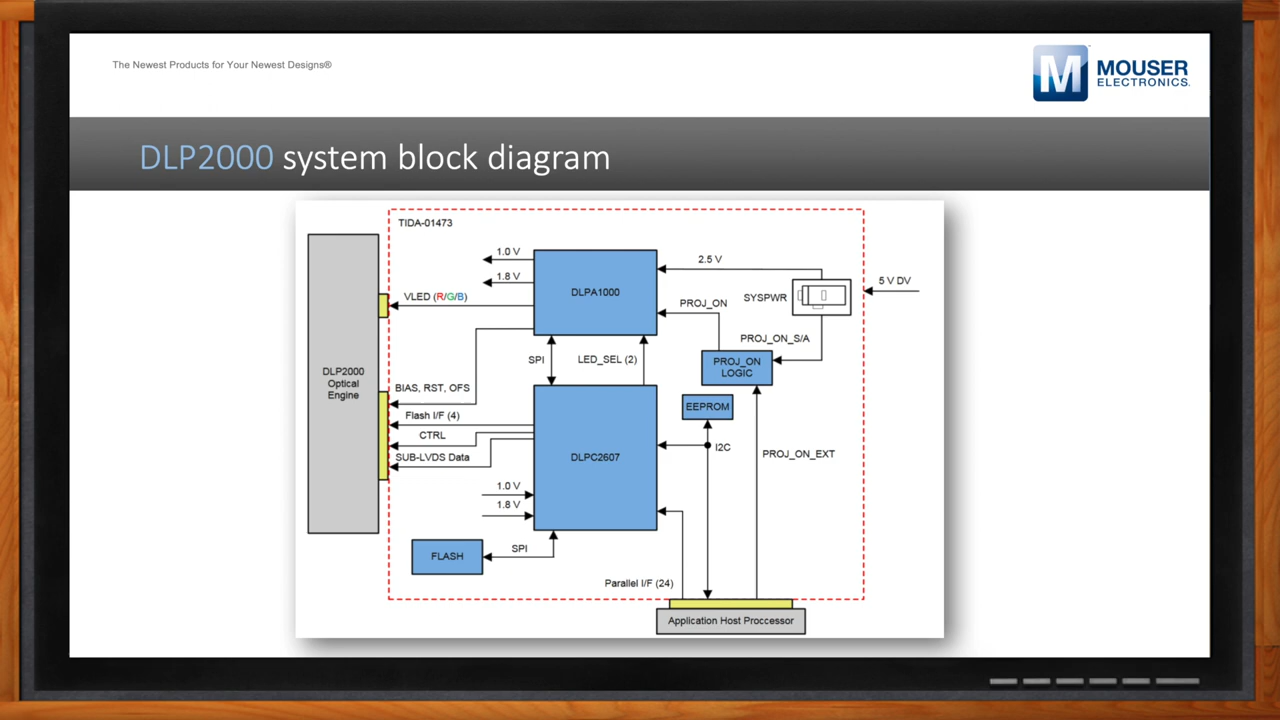 The Newest Products for Your Newest Designs®
M
MOUSER
ELECTRONICS.
DLP2000 system block diagram
TIDA-01473
1.0 V
1.8 V
VLED (R/G/B)
DLPA1000
2.5 V
SYSPWR
5 V DV
PROJ_ON
PROJ_ON_S/A
PROJ_ON
LOGIC
SPI
LED_SEL (2)
DLP2000
Optical
Engine
BIAS, RST, OFS
Flash I/F (4)
CTRL
SUB-LVDS Data
EEPROM
I2C
PROJ_ON_EXT
DLPC2607
1.0 V
1.8 V
FLASH
SPI
Parallel I/F (24)
Application Host Proccessor